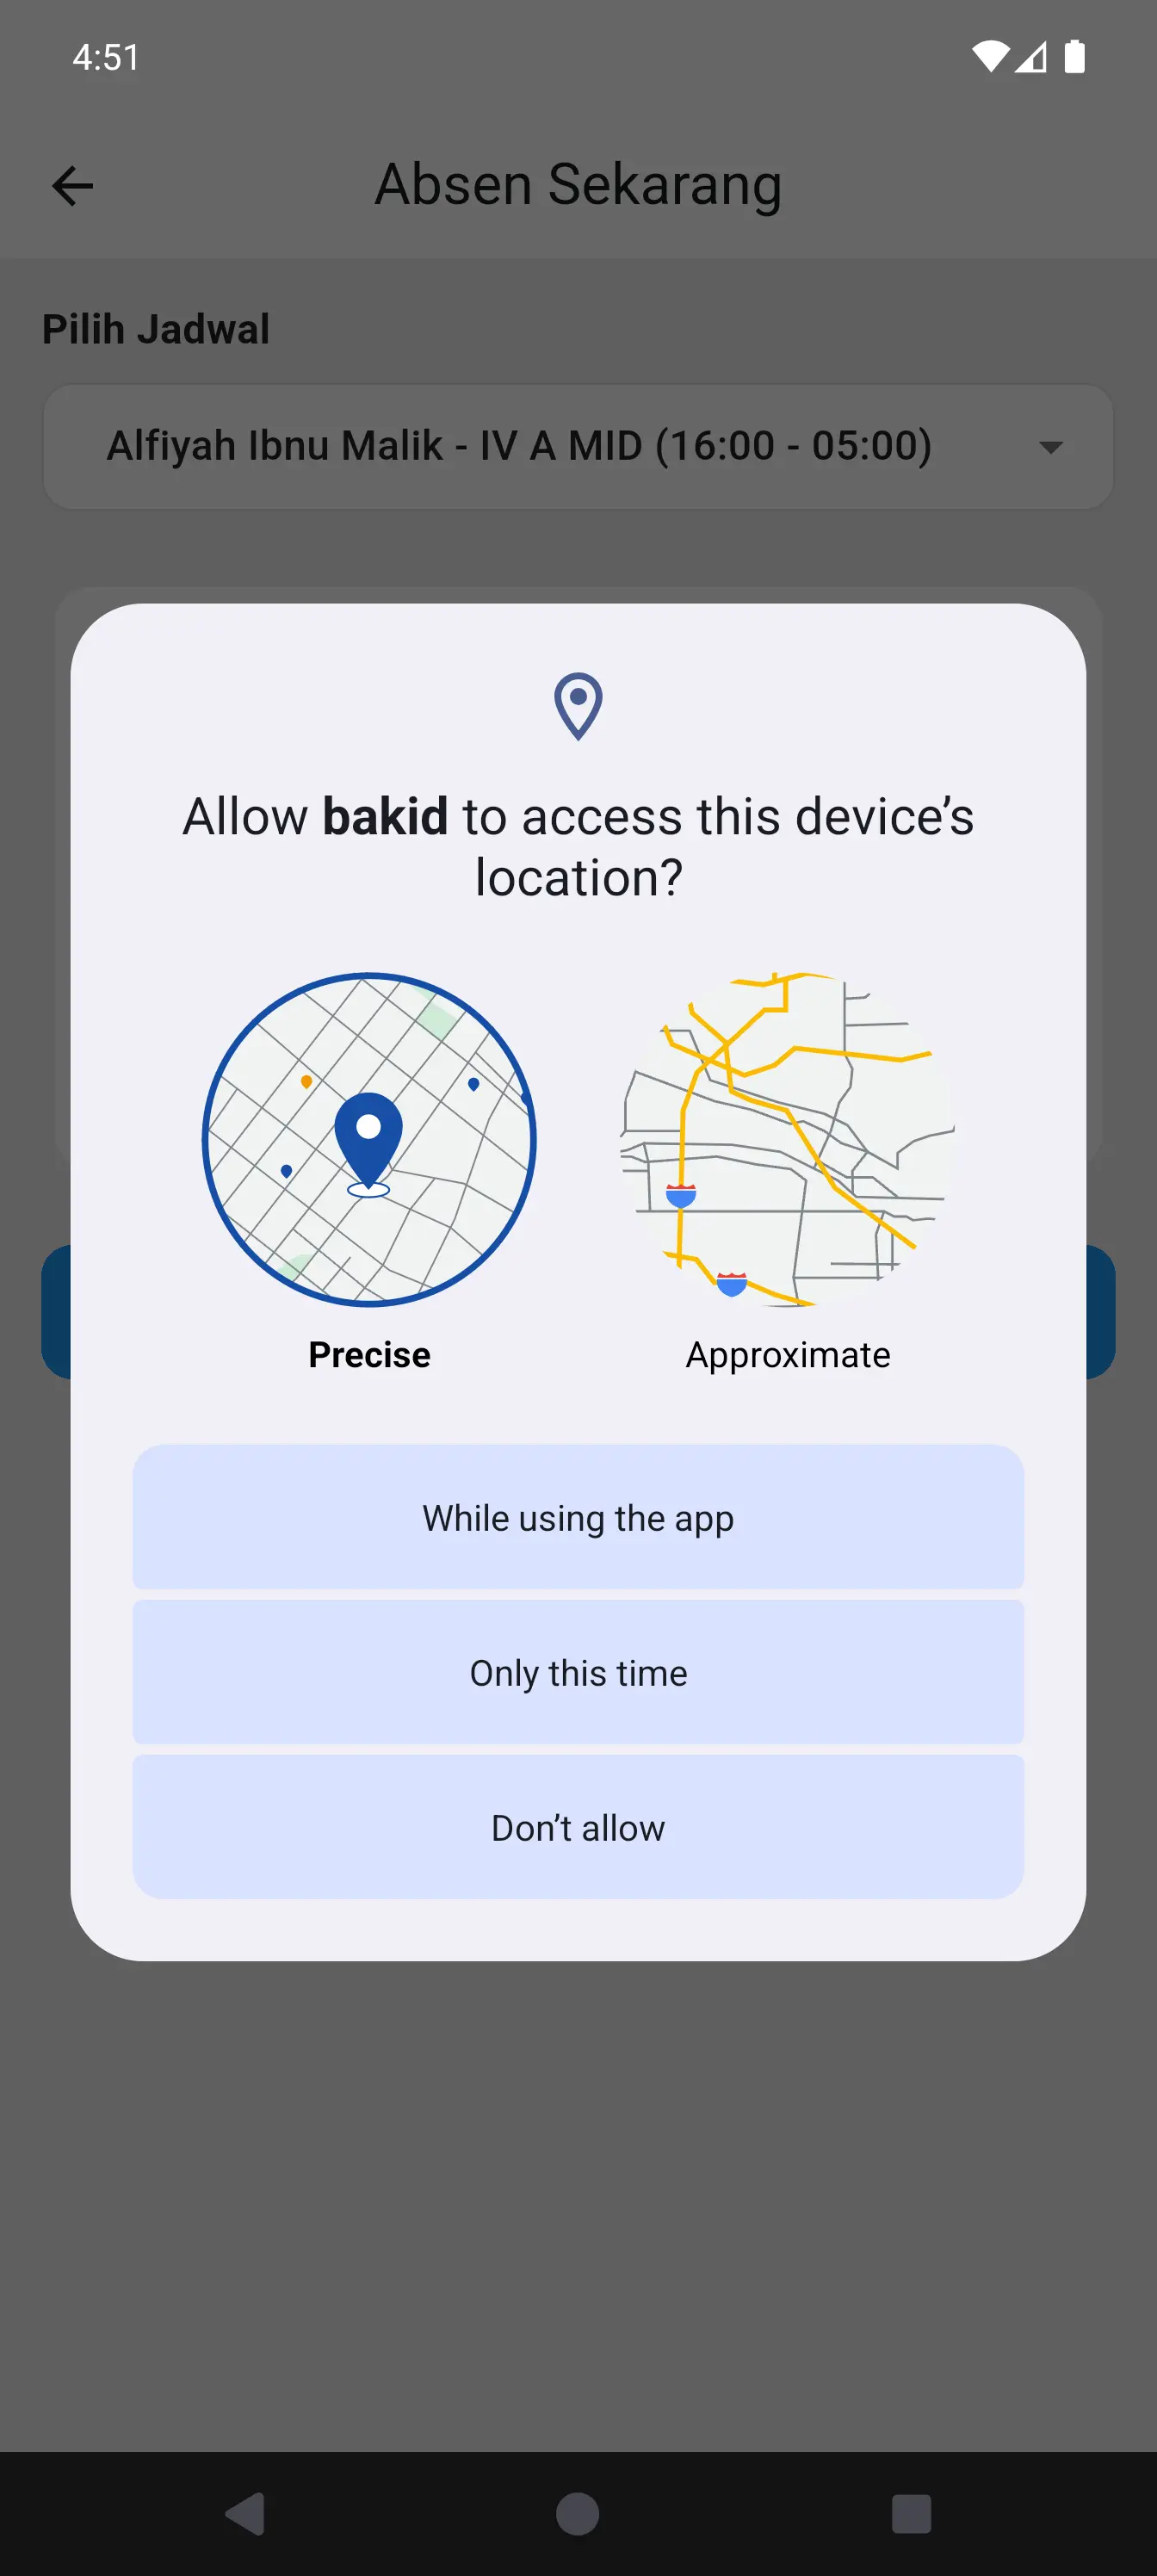 4:51
Absen Sekarang
Pilih Jadwal
Alfiyah Ibnu Malik - IV A MID (16:00 - 05:00)
Allow bakid to access this device’s
location?
Precise
Approximate
While using the app
Only this time
Don’t allow